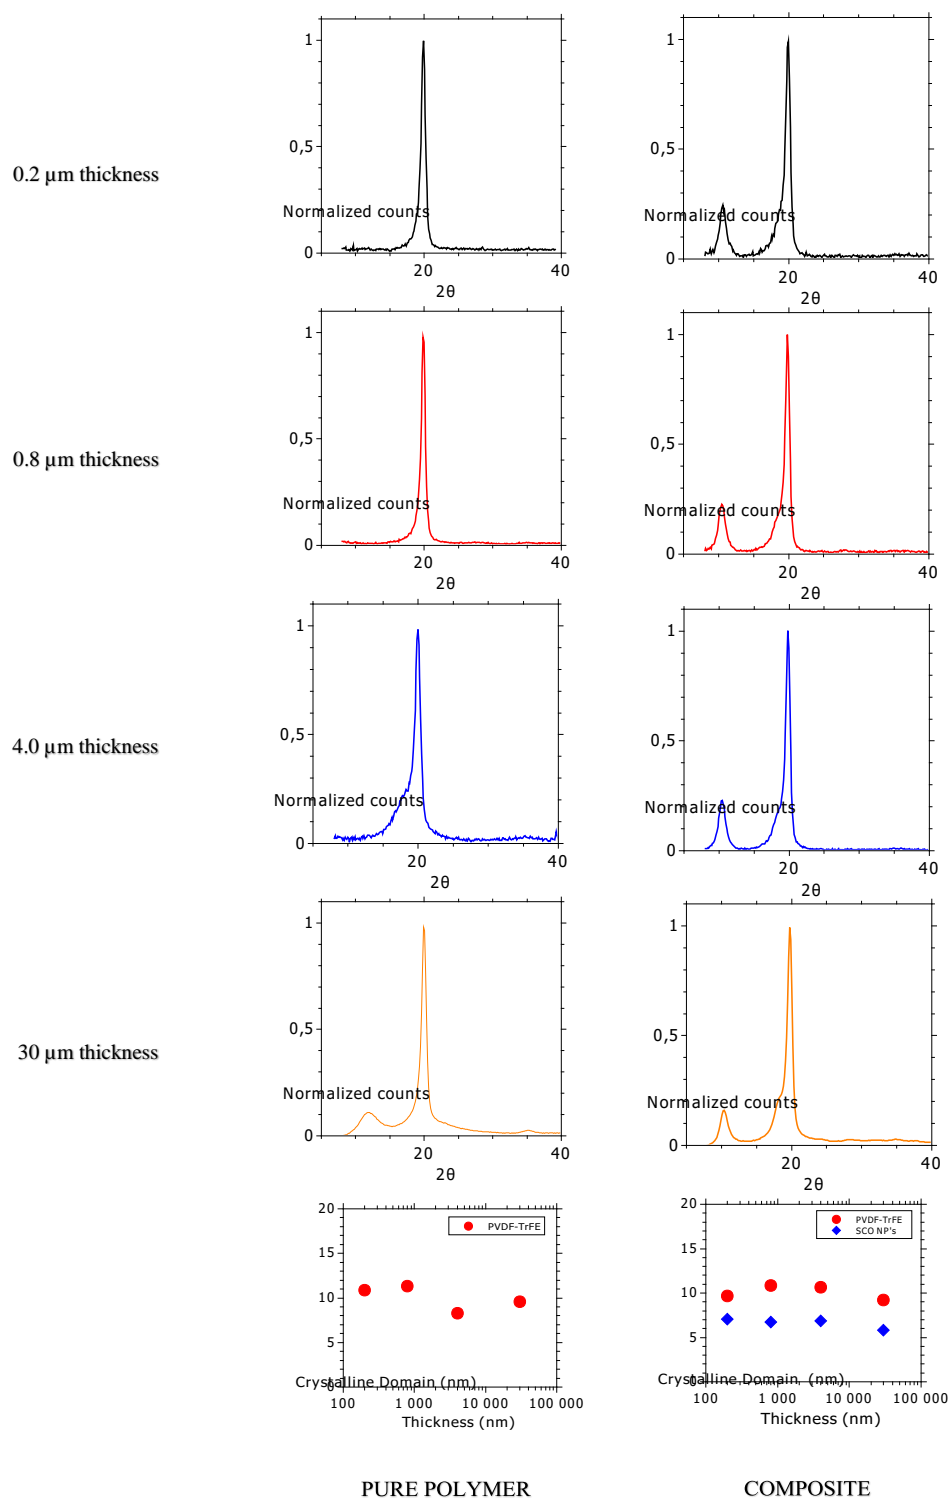 0.2 µm thickness
1
0,5
Normalized counts
0
20
40
2θ
1
0,5
Normalized counts
0
20
40
2θ
0.8 µm thickness
1
0,5
Normalized counts
0
20
40
2θ
1
0,5
Normalized counts
0
20
40
2θ
4.0 µm thickness
1
0,5
Normalized counts
0
20
40
2θ
1
0,5
Normalized counts
0
20
40
2θ
30 µm thickness
1
0,5
Normalized counts
0
20
40
2θ
1
0,5
Normalized counts
0
20
40
2θ
20
PVDF-TrFE
15
10
5
0
Crystalline Domain (nm)
100 1 000 10 000 100 000
Thickness (nm)
20
PVDF-TrFE
SCO NP's
15
10
5
0
Crystalline Domain (nm)
100 1 000 10 000 100 000
Thickness (nm)
PURE POLYMER
COMPOSITE